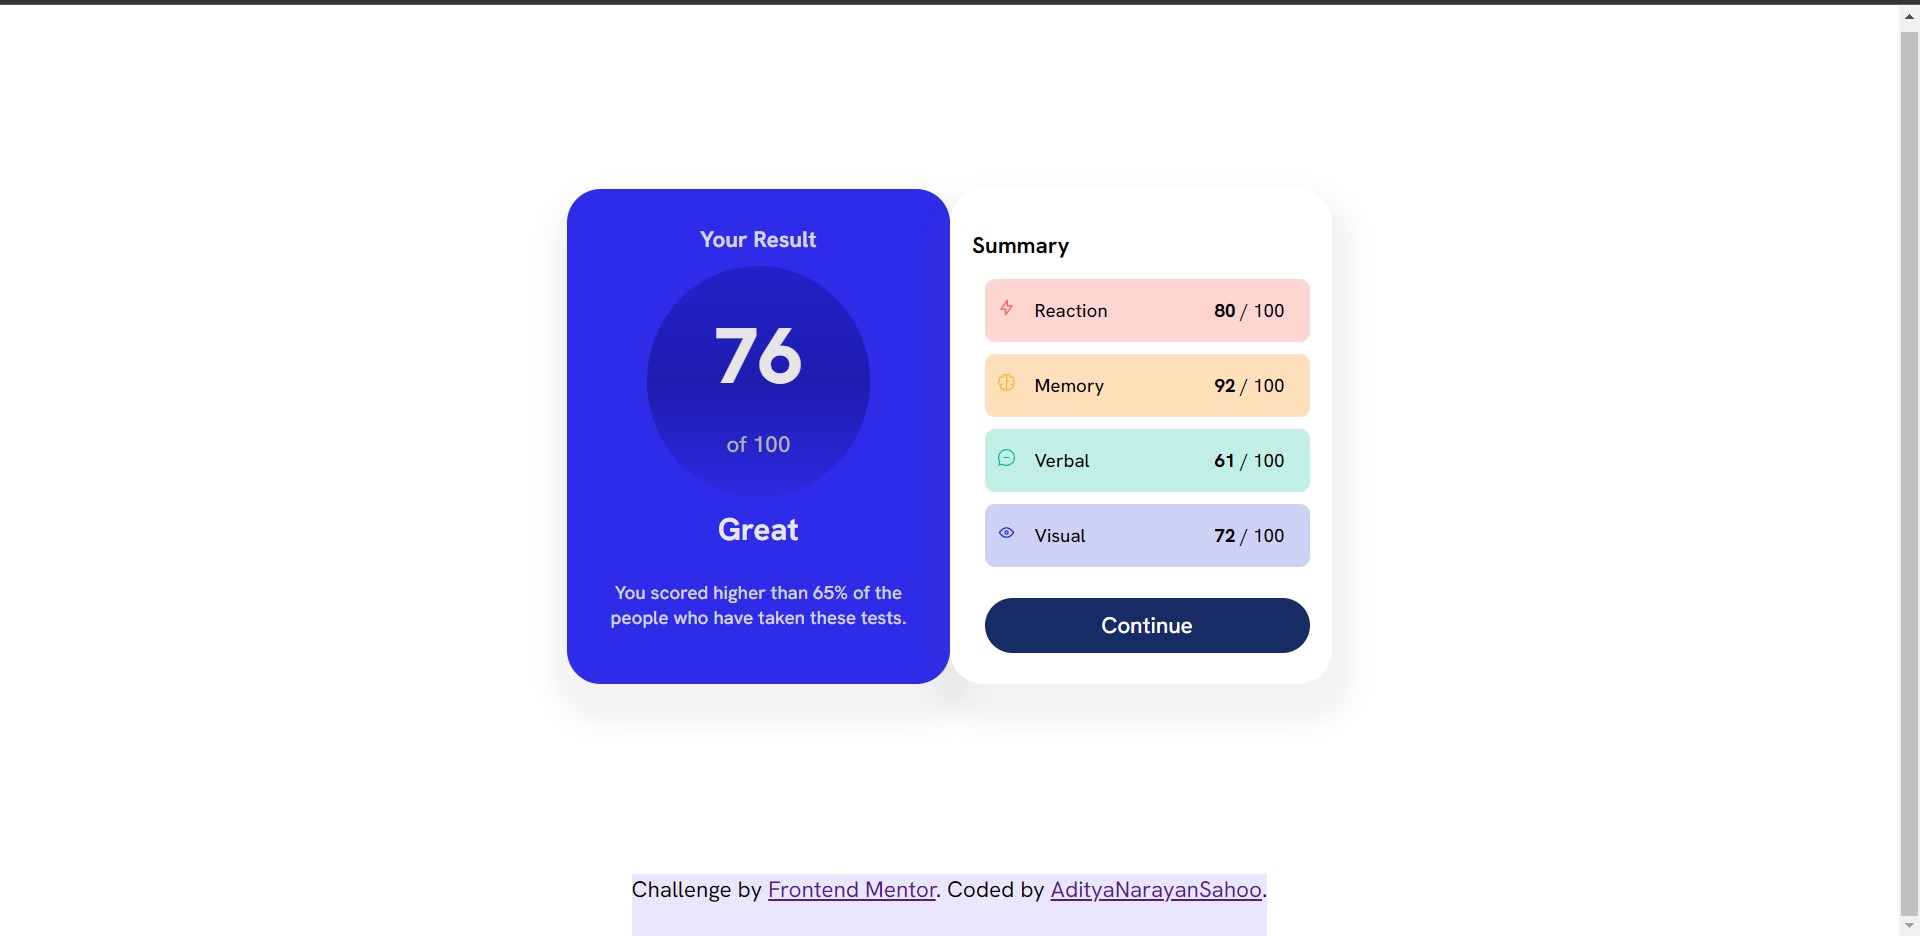 Your Result
76
of 100
Great
You scored higher than 65% of the
people who have taken these tests.
Summary
Reaction 80 / 100
Memory 92 / 100
Verbal 61 / 100
Visual 72 / 100
Continue
Challenge by Frontend Mentor. Coded by AdityaNarayanSahoo.